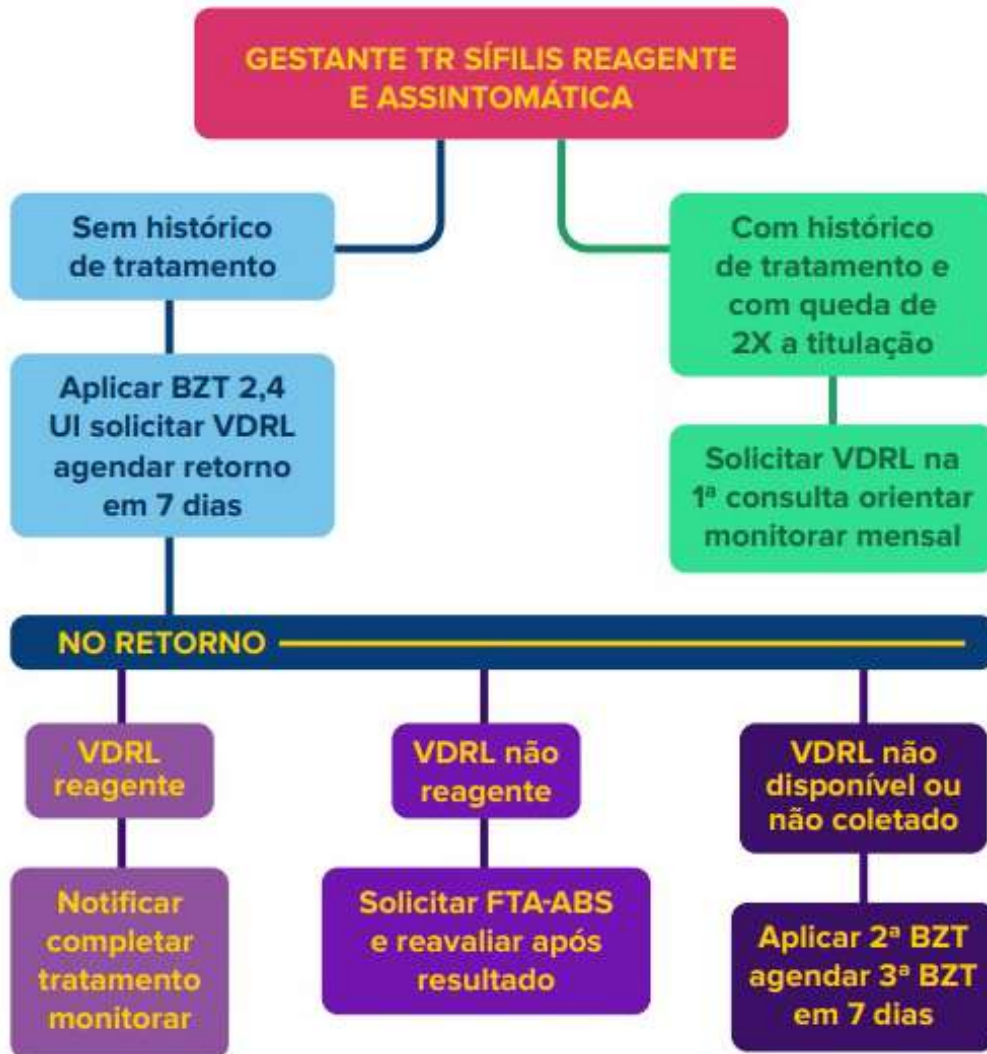 GESTANTE TR SÍFILIS REAGENTE
E ASSINTOMÁTICA
Sem histórico
de tratamento
Com histórico
de tratamento e
com queda de
2X a titulação
Aplicar BZT 2,4
UI solicitar VDRL
agendar retorno
em 7 dias
Solicitar VDRL na
1ª consulta orientar
monitorar mensal
NO RETORNO
VDRL
reagente
VDRL não
reagente
VDRL não
disponível ou
não coletado
Notificar
completar
tratamento
monitorar
Solicitar FTA-ABS
e reavaliar após
resultado
Aplicar 2ª BZT
agendar 3ª BZT
em 7 dias